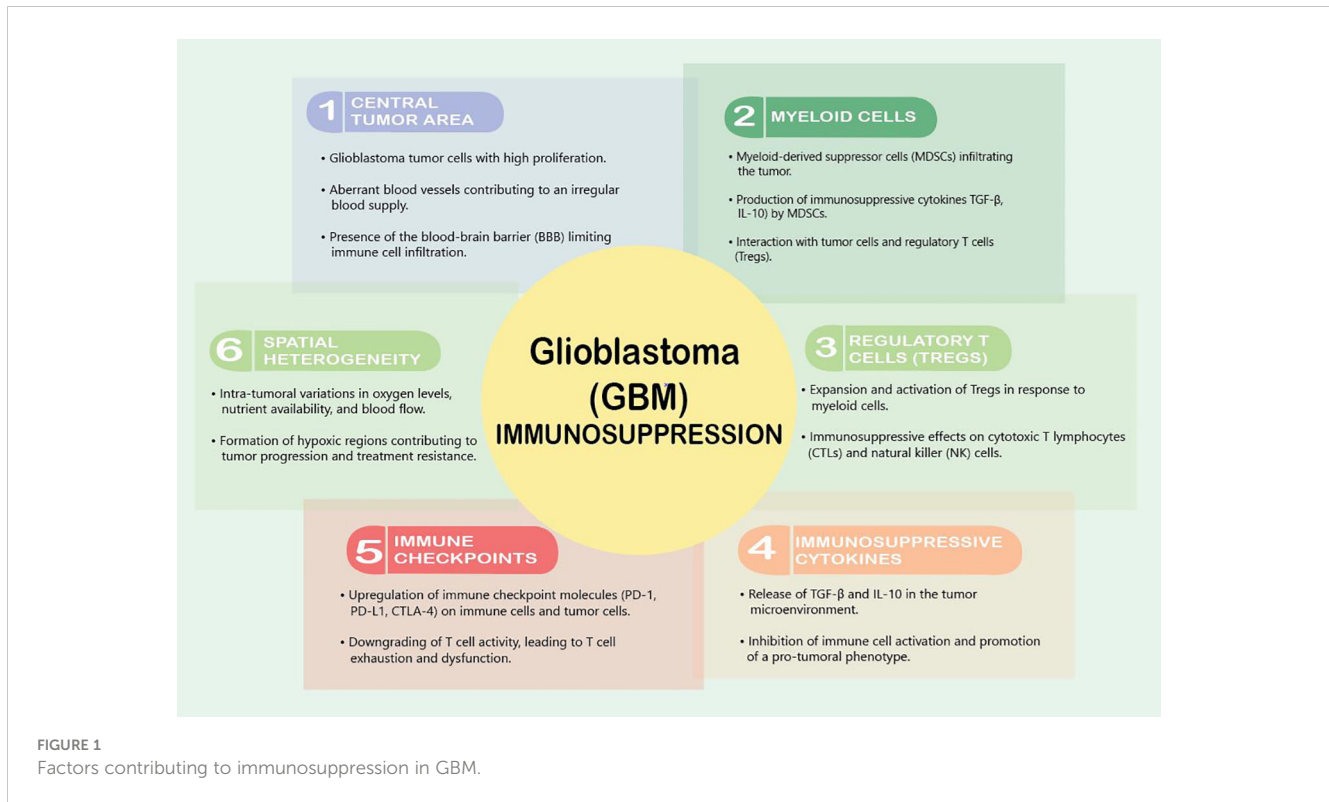 1 CENTRAL
TUMOR AREA
• Glioblastoma tumor cells with high proliferation.
• Aberrant blood vessels contributing to an irregular
blood supply.
• Presence of the blood-brain barrier (BBB) limiting
immune cell infiltration.
2 MYELOID CELLS
• Myeloid-derived suppressor cells (MDSCs) infiltrating
the tumor.
• Production of immunosuppressive cytokines TGF-β,
IL-10) by MDSCs.
• Interaction with tumor cells and regulatory T cells
(Tregs).
Glioblastoma
(GBM)
IMMUNOSUPPRESSION
3 REGULATORY T
CELLS (TREGS)
• Expansion and activation of Tregs in response to
myeloid cells.
• Immunosuppressive effects on cytotoxic T lymphocytes
(CTLs) and natural killer (NK) cells.
4 IMMUNOSUPPRESSIVE
CYTOKINES
• Release of TGF-β and IL-10 in the tumor
microenvironment.
• Inhibition of immune cell activation and promotion
of a pro-tumoral phenotype.
5 IMMUNE
CHECKPOINTS
• Upregulation of immune checkpoint molecules (PD-1,
PD-L1, CTLA-4) on immune cells and tumor cells.
• Downgrading of T cell activity, leading to T cell
exhaustion and dysfunction.
6 SPATIAL
HETEROGENEITY
• Intra-tumoral variations in oxygen levels,
nutrient availability, and blood flow.
• Formation of hypoxic regions contributing to
tumor progression and treatment resistance.
FIGURE 1
Factors contributing to immunosuppression in GBM.